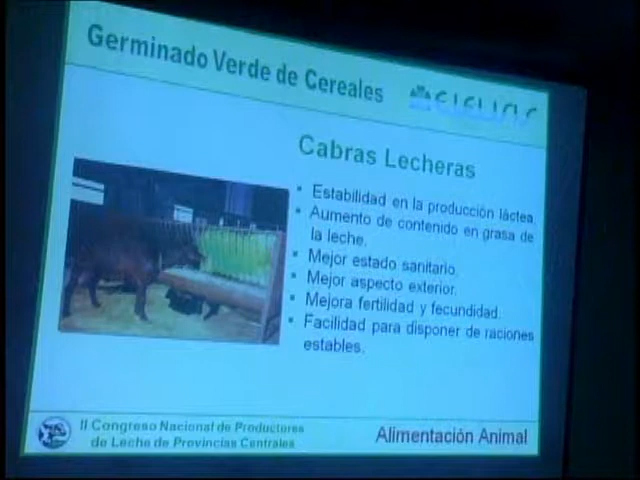 Germinado Verde de Cereales
Cabras Lecheras
▪ Estabilidad en la producción láctea
▪ Aumento de contenido en grasa de
la leche.
▪ Mejor estado sanitario.
▪ Mejor aspecto exterior.
▪ Mejora fertilidad y fecundidad.
▪ Facilidad para disponer de raciones
estables.
II Congreso Nacional de Productores
de Leche de Provincias Centrales
Alimentación Animal